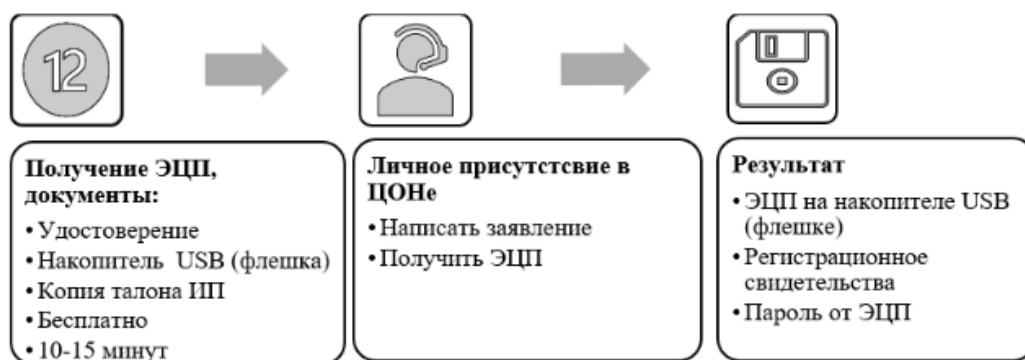 12
Получение ЭЦП,
документы:
• Удостоверение
• Накопитель USB (флешка)
• Копия талона ИП
• Бесплатно
• 10-15 минут
Личное присутстсвие в
ЦОНе
• Написать заявление
• Получить ЭЦП
Результат
• ЭЦП на накопителе USB
(флешке)
• Регистрационное
свидетельства
• Пароль от ЭЦП